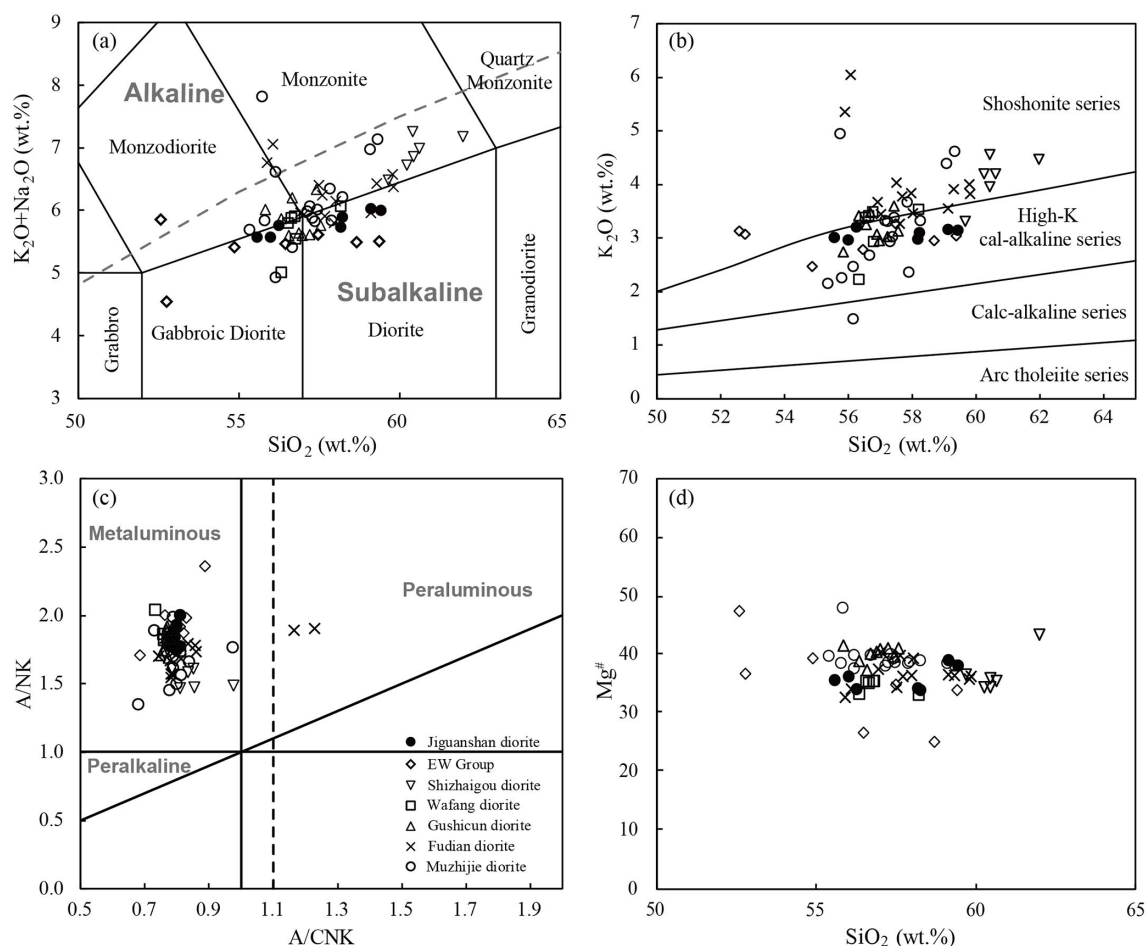 (a)
9
8
7
6
5
4
3
50
55
60
65
K₂O+Na₂O (wt.%)
SiO₂ (wt.%)
Alkaline
Monzonite
Quartz
Monzonite
Monzodiorite
Subalkaline
Grabbro
Gabbroic Diorite
Diorite
Granodiorite
(b)
7
6
5
4
3
2
1
0
50
52
54
56
58
60
62
64
K₂O (wt.%)
SiO₂ (wt.%)
Shoshonite series
High-K
cal-alkaline series
Calc-alkaline series
Arc tholeiite series
(c)
3.0
2.5
2.0
1.5
1.0
0.5
0.0
0.5
0.7
0.9
1.1
1.3
1.5
1.7
1.9
A/NK
A/CNK
Metaluminous
Peraluminous
Peralkaline
Jiguanshan diorite
EW Group
Shizhaigou diorite
Wafang diorite
Gushicun diorite
Fudian diorite
Muzhijie diorite
(d)
70
60
50
40
30
20
10
0
50
55
60
65
Mg#
SiO₂ (wt.%)